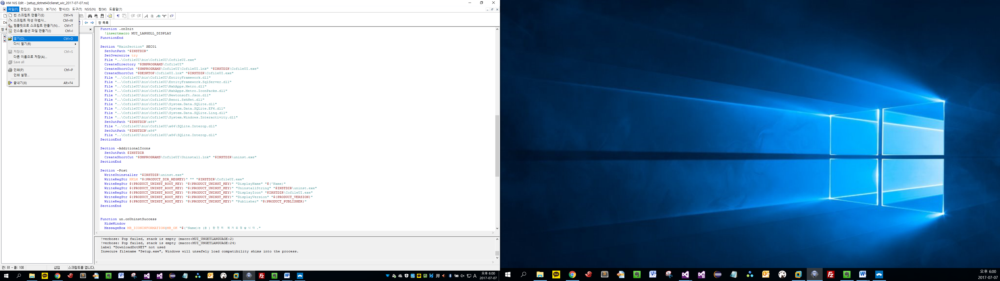 HM NIS Edit - [setup_dotnet40clienet_wic_2017-07-07.nsi]
파일(F) 편집(E) 검색(S) 보기(V) 형식(O) 도구(T) NSIS(N) 창(W) 도움말(?)
빈 스크립트 만들기(E) Ctrl+N
스크립트 작성 마법사... Ctrl+W
템플릿으로 스크립트 만들기(N)... Ctrl+T
인스톨-옵션 파일 만들기(I) Ctrl+I
열기(O)... Ctrl+O
다시 열기(R)
저장(S) Ctrl+S
다른 이름으로 저장(A)...
Save all
인쇄(P) Ctrl+P
인쇄 설정...
끝내기(X) Alt+F4
창 목록
Function .onInit
!insertmacro MUI_LANGDLL_DISPLAY
FunctionEnd
Section "MainSection" SEC01
SetOutPath "$INSTDIR"
SetOverwrite try
File "..\CofileUI\bin\CofileUI\CofileUI.exe"
CreateDirectory "$SMPROGRAMS\CofileUI"
CreateShortCut "$SMPROGRAMS\CofileUI\CofileUI.lnk" "$INSTDIR\CofileUI.exe"
CreateShortCut "$DESKTOP\CofileUI.lnk" "$INSTDIR\CofileUI.exe"
File "..\CofileUI\bin\CofileUI\EntityFramework.dll"
File "..\CofileUI\bin\CofileUI\EntityFramework.SqlServer.dll"
File "..\CofileUI\bin\CofileUI\MahApps.Metro.dll"
File "..\CofileUI\bin\CofileUI\MahApps.Metro.IconPacks.dll"
File "..\CofileUI\bin\CofileUI\Newtonsoft.Json.dll"
File "..\CofileUI\bin\CofileUI\Renci.SshNet.dll"
File "..\CofileUI\bin\CofileUI\System.Data.SQLite.dll"
File "..\CofileUI\bin\CofileUI\System.Data.SQLite.EF6.dll"
File "..\CofileUI\bin\CofileUI\System.Data.SQLite.Linq.dll"
File "..\CofileUI\bin\CofileUI\System.Windows.Interactivity.dll"
SetOutPath "$INSTDIR\x64"
File "..\CofileUI\bin\CofileUI\x64\SQLite.Interop.dll"
SetOutPath "$INSTDIR\x86"
File "..\CofileUI\bin\CofileUI\x86\SQLite.Interop.dll"
SectionEnd
Section -AdditionalIcons
SetOutPath $INSTDIR
CreateShortCut "$SMPROGRAMS\CofileUI\Uninstall.lnk" "$INSTDIR\uninst.exe"
SectionEnd
Section -Post
WriteUninstaller "$INSTDIR\uninst.exe"
WriteRegStr HKLM "${PRODUCT_DIR_REGKEY}" "" "$INSTDIR\CofileUI.exe"
WriteRegStr ${PRODUCT_UNINST_ROOT_KEY} "${PRODUCT_UNINST_KEY}" "DisplayName" "$(^Name)"
WriteRegStr ${PRODUCT_UNINST_ROOT_KEY} "${PRODUCT_UNINST_KEY}" "UninstallString" "$INSTDIR\uninst.exe"
WriteRegStr ${PRODUCT_UNINST_ROOT_KEY} "${PRODUCT_UNINST_KEY}" "DisplayIcon" "$INSTDIR\CofileUI.exe"
WriteRegStr ${PRODUCT_UNINST_ROOT_KEY} "${PRODUCT_UNINST_KEY}" "DisplayVersion" "${PRODUCT_VERSION}"
WriteRegStr ${PRODUCT_UNINST_ROOT_KEY} "${PRODUCT_UNINST_KEY}" "Publisher" "${PRODUCT_PUBLISHER}"
SectionEnd
Function un.onUninstSuccess
HideWindow
MessageBox MB_ICONINFORMATION|MB_OK "$(^Name)는(은) 완전히 제거되었습니다."
!verbose: Pop failed, stack is empty (macro:MUI_UNGETLANGUAGE:2)
!verbose: Pop failed, stack is empty (macro:MUI_UNGETLANGUAGE:24)
label "DownloadDotNET" not used
Insecure filename "Setup.exe", Windows will unsafely load compatibility shims into the process.
칸: 81 - 줄: 100 삽입 스크립트를 엽니다.
오후 6:00
2017-07-07
오후 6:00
2017-07-07